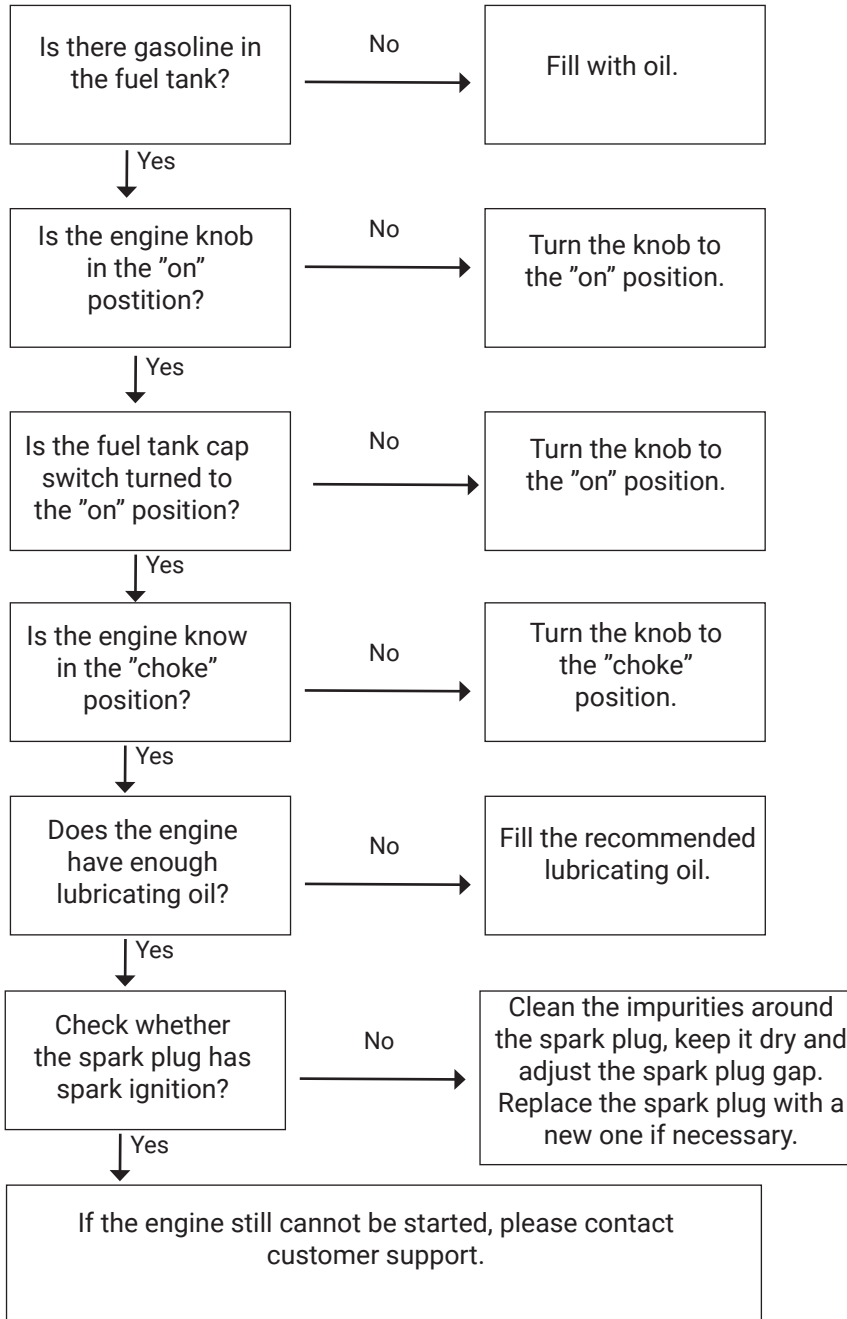 Is there gasoline in
the fuel tank?
No
Fill with oil.
Yes
Is the engine knob
in the ”on”
postition?
No
Turn the knob to
the ”on” position.
Yes
Is the fuel tank cap
switch turned to
the ”on” position?
No
Turn the knob to
the ”on” position.
Yes
Is the engine know
in the ”choke”
position?
No
Turn the knob to
the ”choke”
position.
Yes
Does the engine
have enough
lubricating oil?
No
Fill the recommended
lubricating oil.
Yes
Check whether
the spark plug has
spark ignition?
No
Clean the impurities around
the spark plug, keep it dry and
adjust the spark plug gap.
Replace the spark plug with a
new one if necessary.
Yes
If the engine still cannot be started, please contact
customer support.